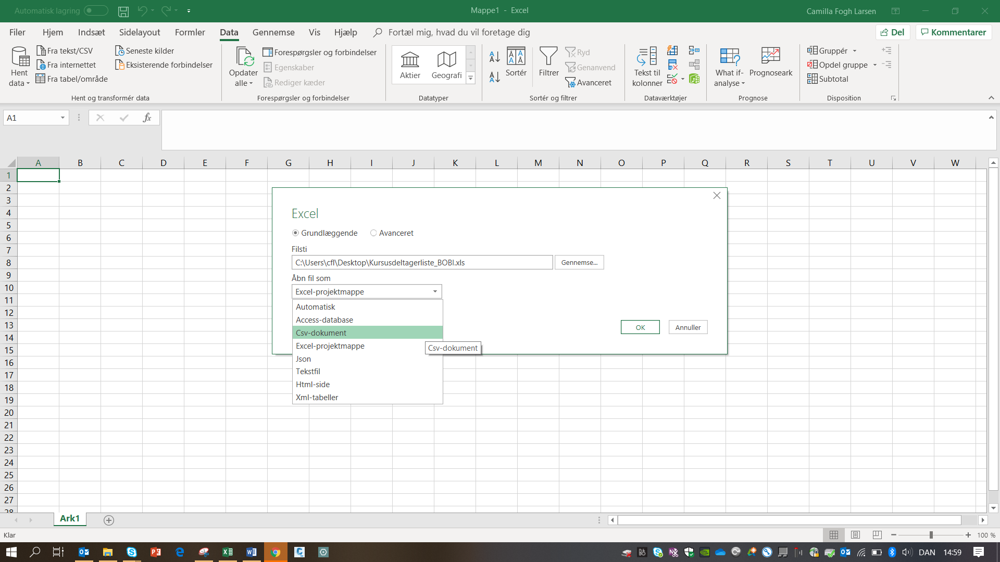 Automatisk lagring
Mappe1 - Excel
Camilla Fogh Larsen
Filer Hjem Indsæt Sidelayout Formler Data Gennemse Vis Hjælp Fortæl mig, hvad du vil foretage dig
Del Kommentarer
Hent data
Fra tekst/CSV
Fra internettet
Fra tabel/område
Seneste kilder
Eksisterende forbindelser
Hent og transformér data
Opdater alle
Forespørgsler og forbindelser
Egenskaber
Rediger kæder
Forespørgsler og forbindelser
Aktier Geografi
Datatyper
Sortér
Filtrer
Ryd
Genanvend
Avanceret
Sortér og filtrer
Tekst til kolonner
Dataværktøjer
What if-analyse
Prognoseark
Prognose
Gruppér
Opdel gruppe
Subtotal
Disposition
A1
fx
A B C D E F G H I J K L M N O P Q R S T U V W
1
2
3
4
5
6
7
8
9
10
11
12
13
14
15
16
17
18
19
20
21
22
23
24
25
26
27
28
Excel
Grundlæggende Avanceret
Filsti
C:\Users\cfl\Desktop\Kursusdeltagerliste_BOBI.xls Gennemse...
Åbn fil som
Excel-projektmappe
Automatisk
Access-database
Csv-dokument
Excel-projektmappe
Json
Tekstfil
Html-side
Xml-tabeller
Csv-dokument
OK Annuller
Ark1
Klar
100 %
DAN 14:59